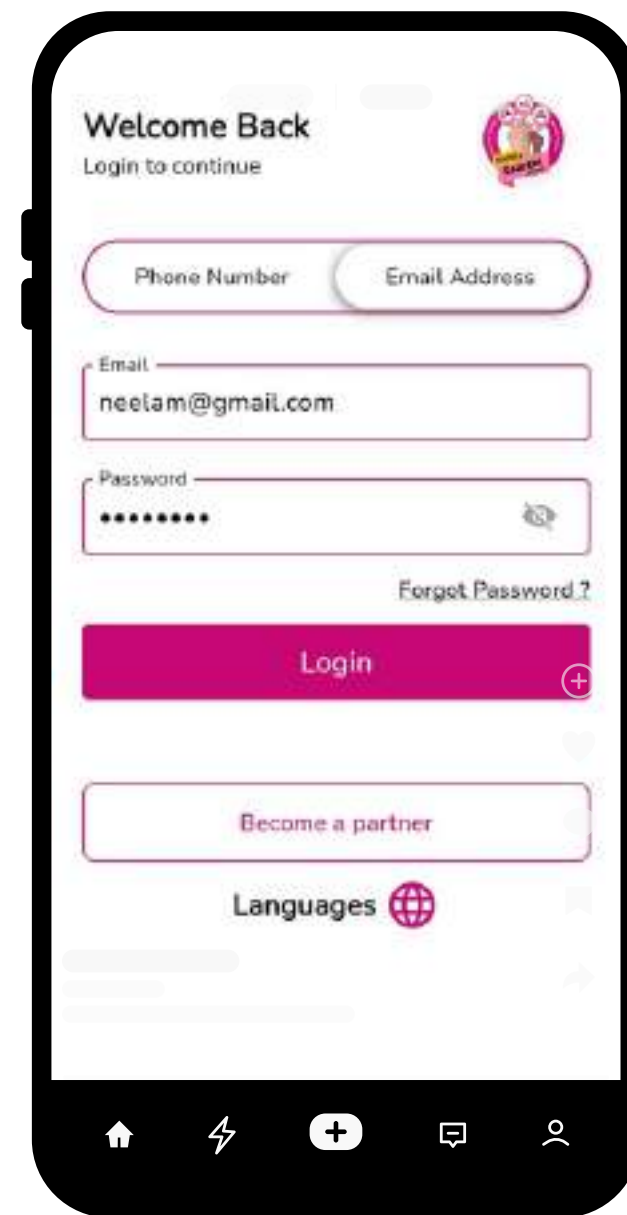 Welcome Back
Login to continue
Phone Number
Email Address
Email
neelam@gmail.com
Password
••••••••
Forgot Password ?
Login
Become a partner
Languages